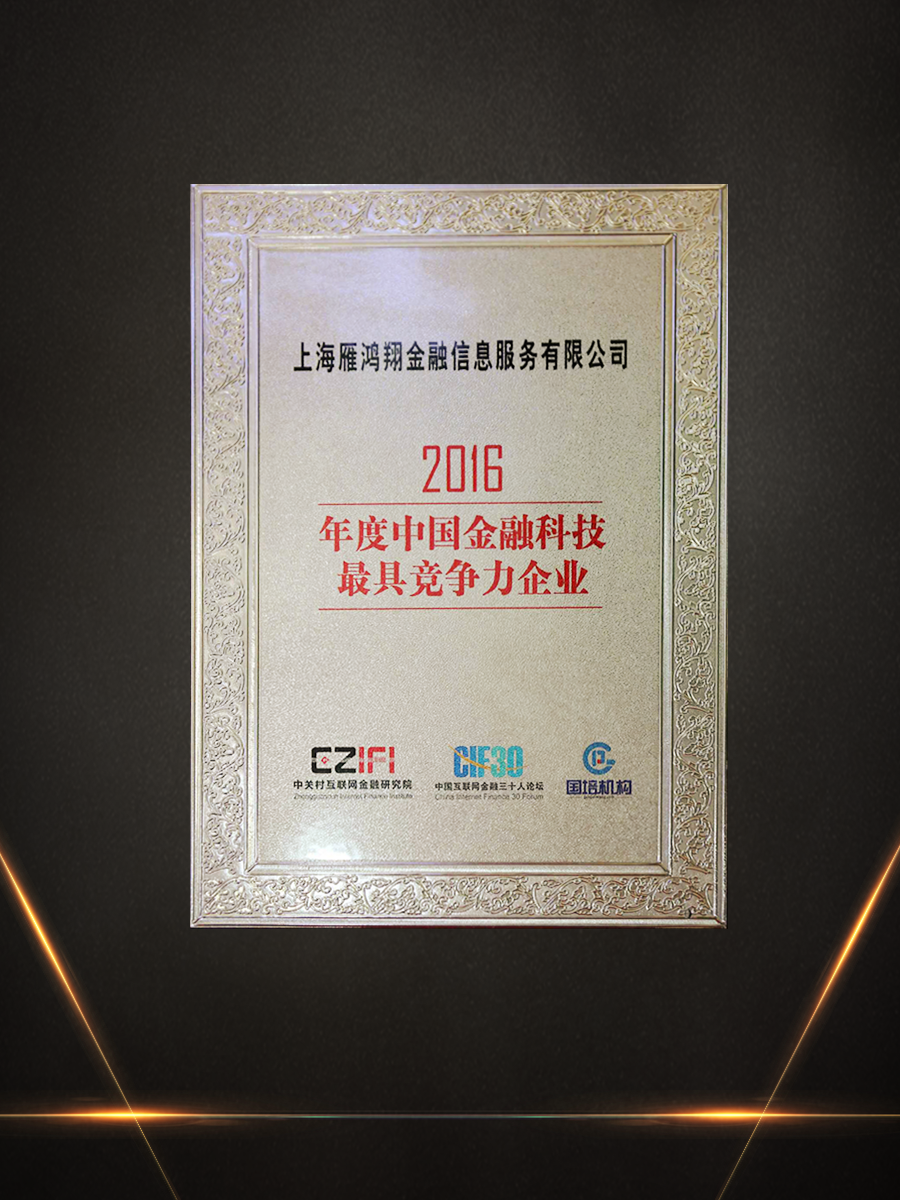 上海雁鸿翔金融信息服务有限公司
2016
年度中国金融科技
最具竞争力企业
CZIFI
中关村互联网金融研究院
Zhongguancun Internet Finance Institute
CIF30
中国互联网金融三十人论坛
China Internet Finance 30 Forum
国培机构